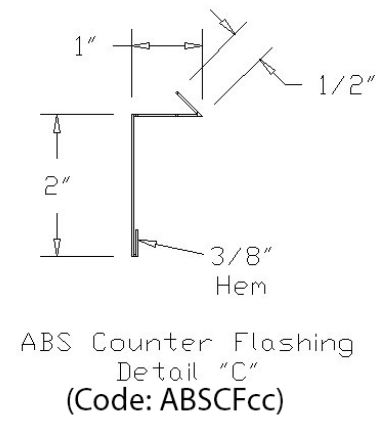 1"
1/2"
2"
3/8"
Hem
ABS Counter Flashing
Detail "C"
(Code: ABSCFcc)